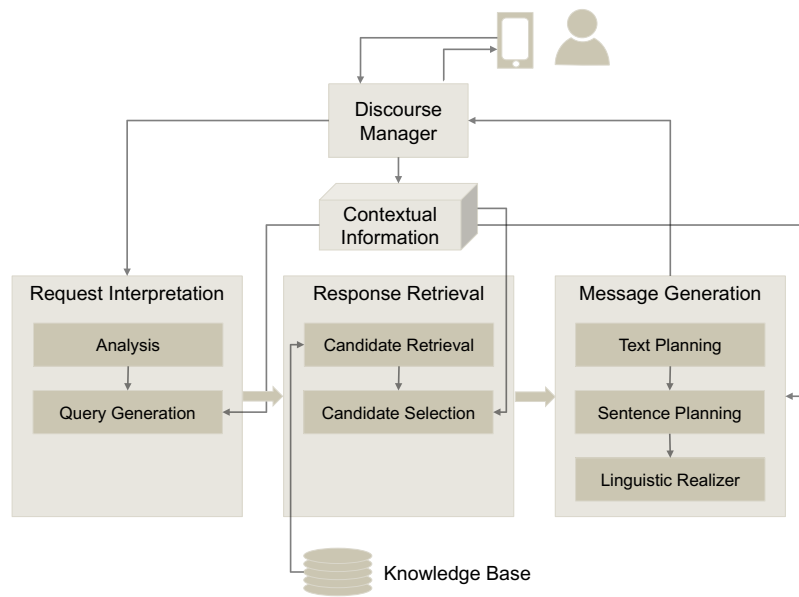 Discourse
Manager
Contextual
Information
Request Interpretation
Analysis
Query Generation
Response Retrieval
Candidate Retrieval
Candidate Selection
Message Generation
Text Planning
Sentence Planning
Linguistic Realizer
Knowledge Base